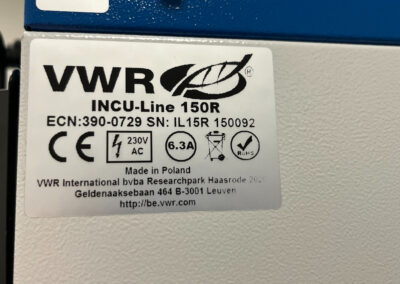 VWR ®
INCU-Line 150R
ECN:390-0729 SN: IL15R 150092
CE 230V AC 6.3A RoHS
Made in Poland
VWR International bvba Researchpark Haasrode
Geldenaaksebaan 464 B-3001 Leuven
http://be.vwr.com